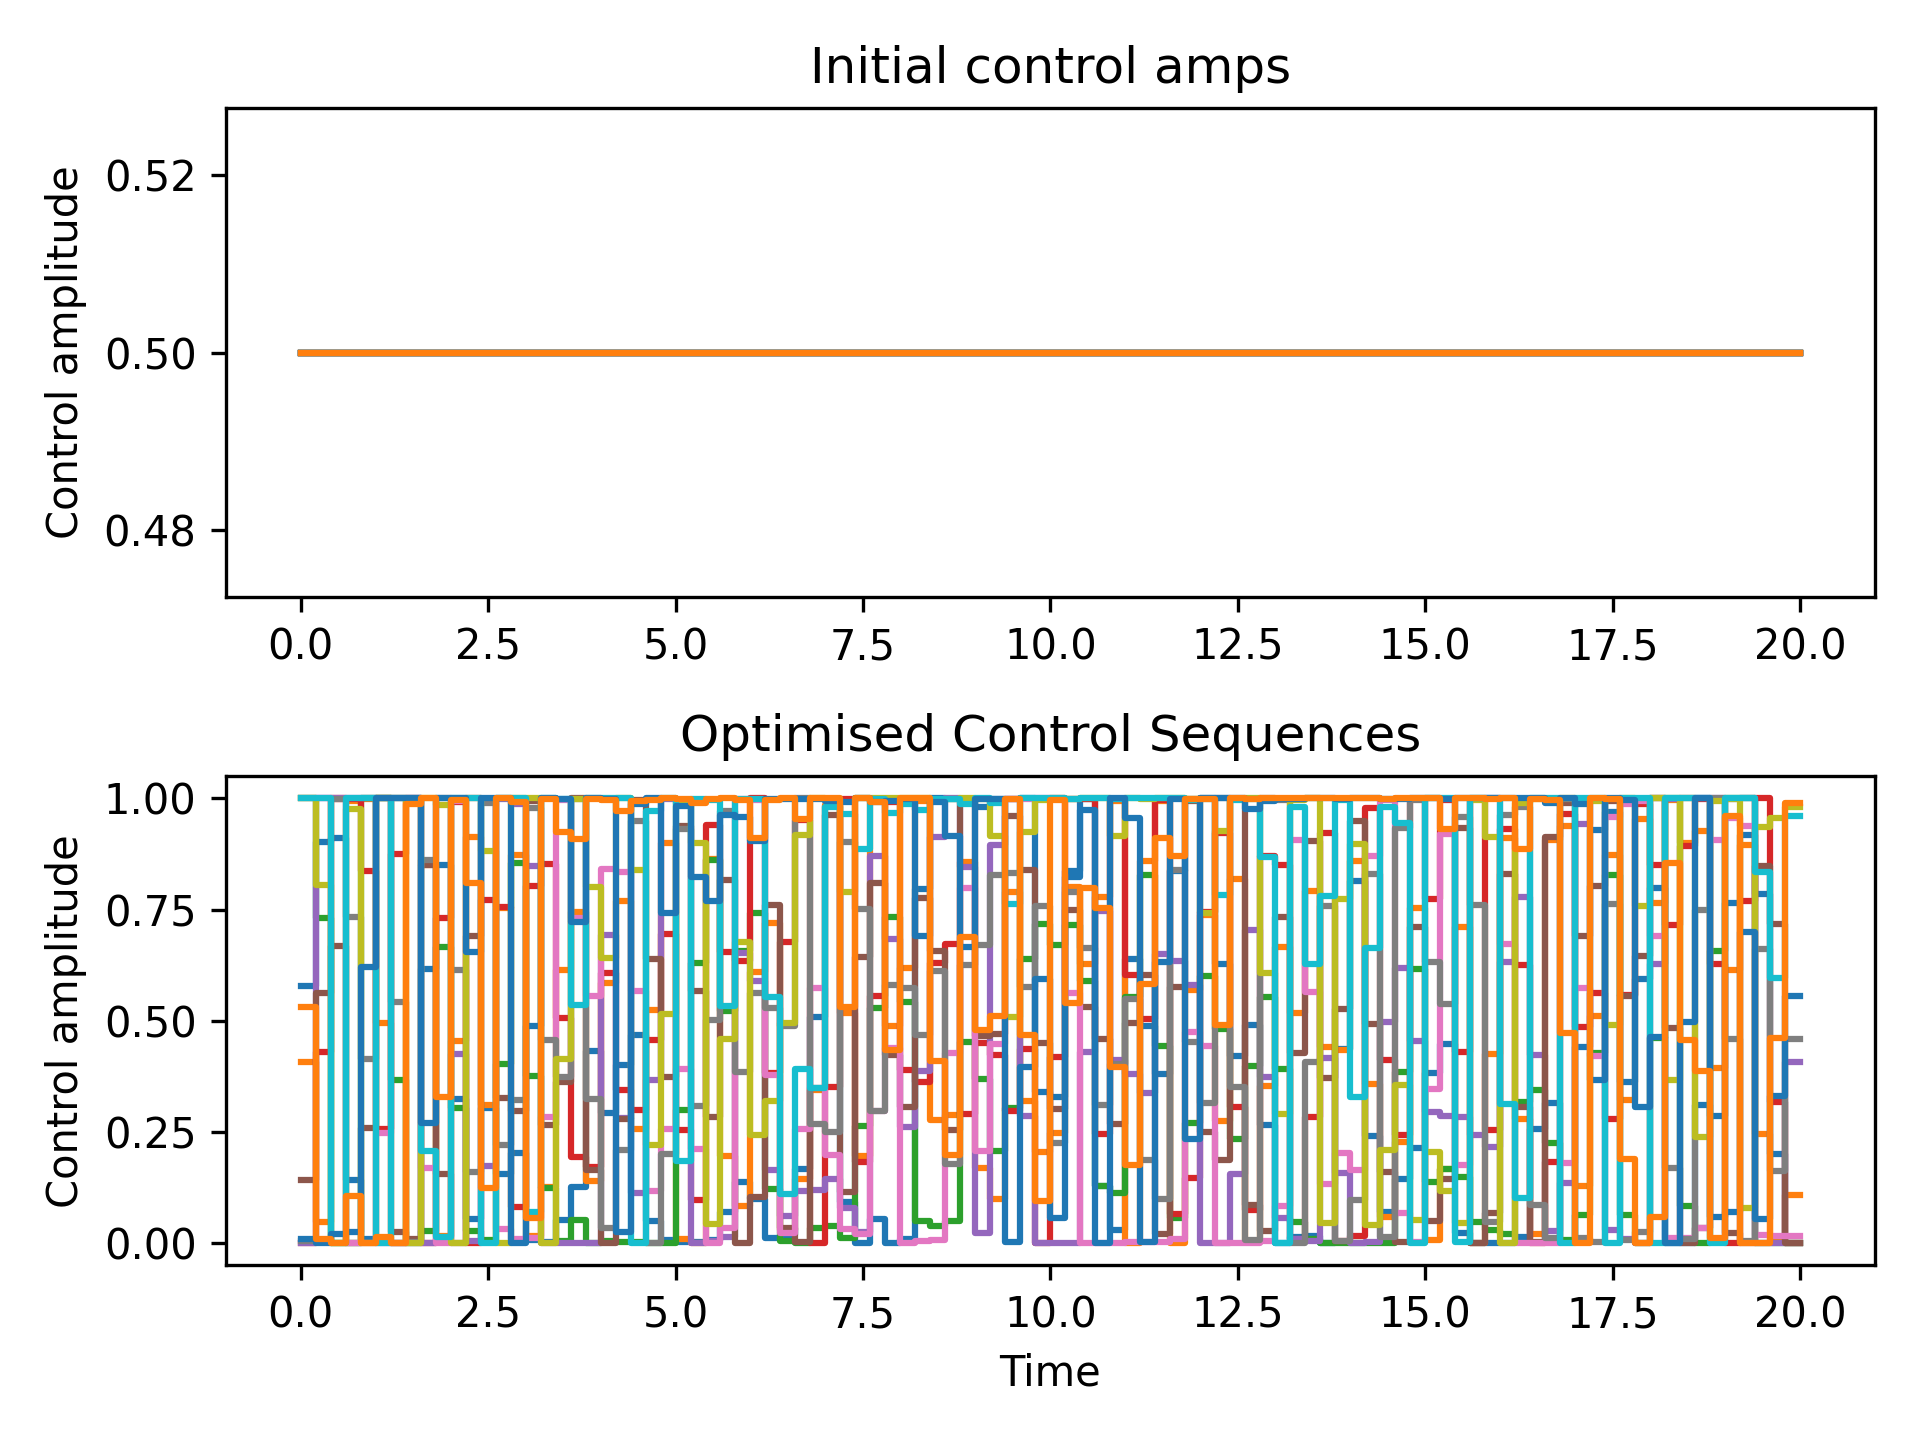 Initial control amps
Control amplitude
0.52
0.50
0.48
0.0 2.5 5.0 7.5 10.0 12.5 15.0 17.5 20.0
Optimised Control Sequences
Control amplitude
1.00
0.75
0.50
0.25
0.00
0.0 2.5 5.0 7.5 10.0 12.5 15.0 17.5 20.0
Time